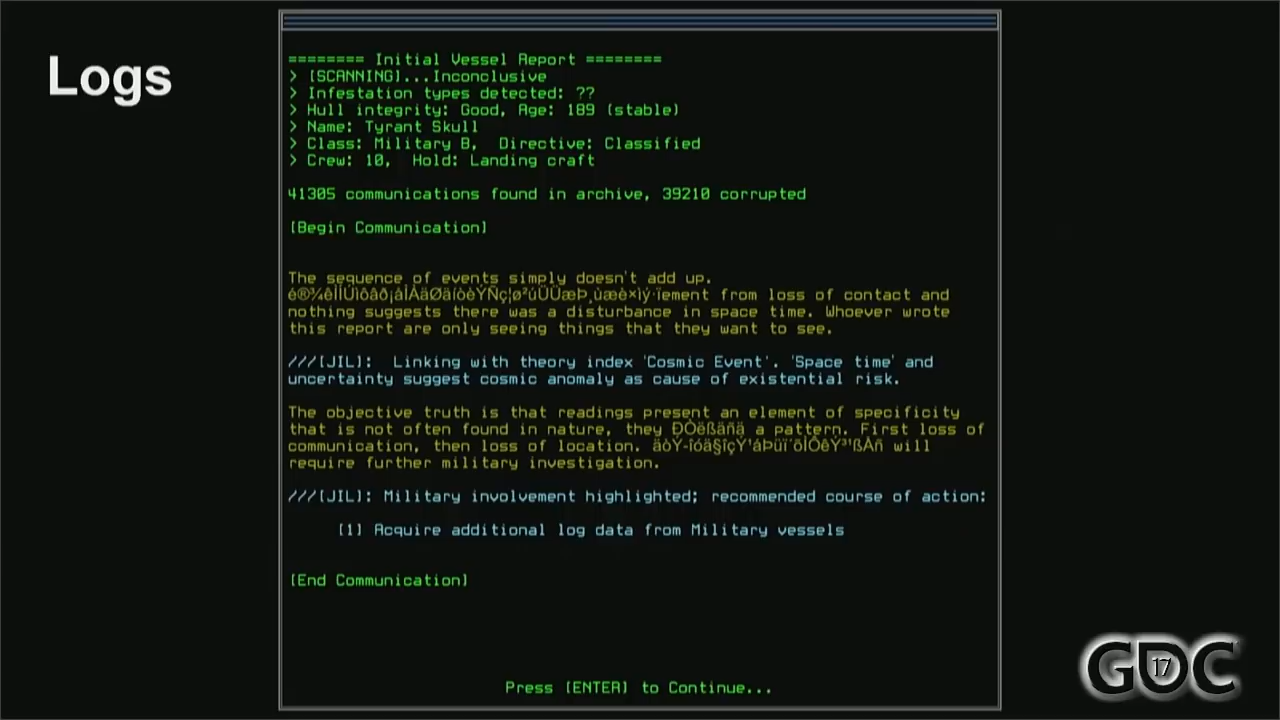 Logs
======== Initial Vessel Report ========
> [SCANNING]...Inconclusive
> Infestation types detected: ??
> Hull integrity: Good, Age: 189 (stable)
> Name: Tyrant Skull
> Class: Military B,  Directive: Classified
> Crew: 10,  Hold: Landing craft
41305 communications found in archive, 39210 corrupted
[Begin Communication]
The sequence of events simply doesn't add up.
from loss of contact and
nothing suggests there was a disturbance in space time. Whoever wrote
this report are only seeing things that they want to see.
///[JIL]:  Linking with theory index 'Cosmic Event'. 'Space time' and
uncertainty suggest cosmic anomaly as cause of existential risk.
The objective truth is that readings present an element of specificity
that is not often found in nature, they ÐÒëßäñä a pattern. First loss of
communication, then loss of location. will
require further military investigation.
///[JIL]: Military involvement highlighted; recommended course of action:
[1] Acquire additional log data from Military vessels
[End Communication]
Press [ENTER] to Continue...
GDC
17